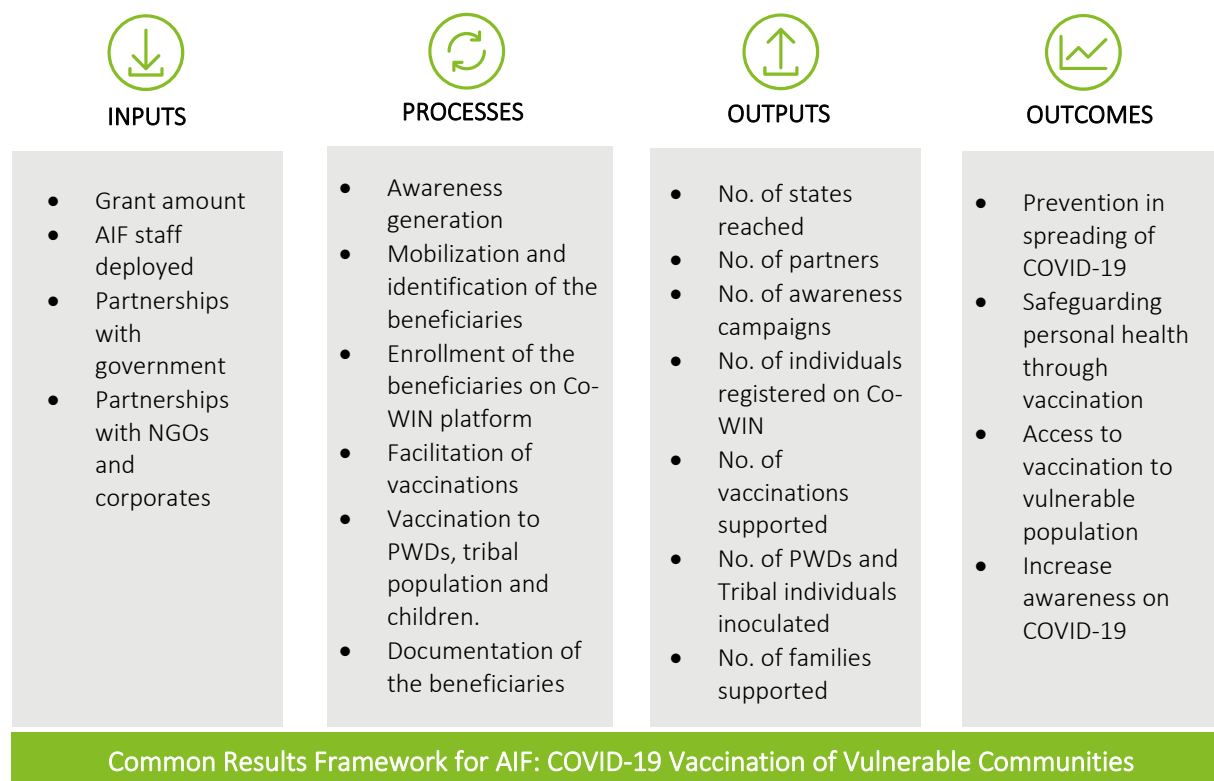 INPUTS
• Grant amount
• AIF staff
deployed
• Partnerships
with
government
• Partnerships
with NGOs
and
corporates
PROCESSES
• Awareness
generation
• Mobilization and
identification of the
beneficiaries
• Enrollment of the
beneficiaries on Co-
WIN platform
• Facilitation of
vaccinations
• Vaccination to
PWDs, tribal
population and
children.
• Documentation of
the beneficiaries
OUTPUTS
• No. of states
reached
• No. of partners
• No. of awareness
campaigns
• No. of individuals
registered on Co-
WIN
• No. of
vaccinations
supported
• No. of PWDs and
Tribal individuals
inoculated
• No. of families
supported
OUTCOMES
• Prevention in
spreading of
COVID-19
• Safeguarding
personal health
through
vaccination
• Access to
vaccination to
vulnerable
population
• Increase
awareness on
COVID-19
Common Results Framework for AIF: COVID-19 Vaccination of Vulnerable Communities